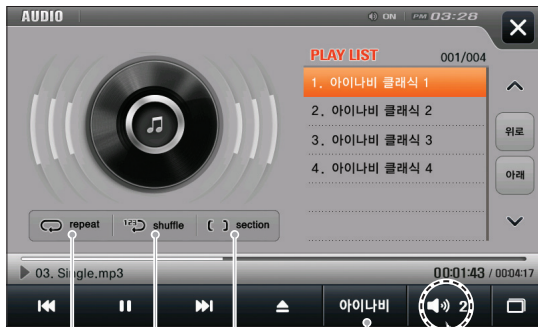 AUDIO
ON PM 03:28
PLAY LIST 001/004
1. 아이나비 클래식 1
2. 아이나비 클래식 2
3. 아이나비 클래식 3
4. 아이나비 클래식 4
위로
아래
repeat 123 shuffle [ ] section
03. Single.mp3 00:01:43 / 00:04:17
아이나비 2